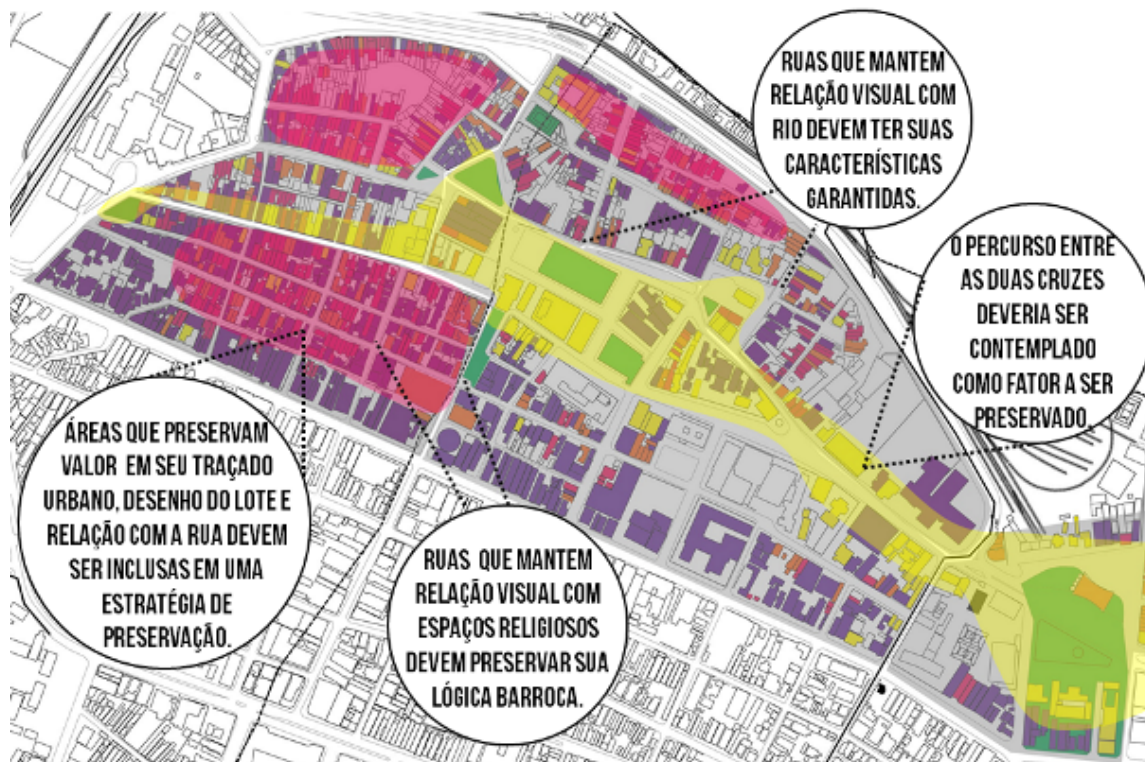 RUAS QUE MANTEM
RELAÇÃO VISUAL COM
RIO DEVEM TER SUAS
CARACTERÍSTICAS
GARANTIDAS.
O PERCURSO ENTRE
AS DUAS CRUZES
DEVERIA SER
CONTEMPLADO
COMO FATOR A SER
PRESERVADO.
ÁREAS QUE PRESERVAM
VALOR EM SEU TRAÇADO
URBANO, DESENHO DO LOTE E
RELAÇÃO COM A RUA DEVEM
SER INCLUSAS EM UMA
ESTRATÉGIA DE
PRESERVAÇÃO.
RUAS QUE MANTEM
RELAÇÃO VISUAL COM
ESPAÇOS RELIGIOSOS
DEVEM PRESERVAR SUA
LÓGICA BARROCA.